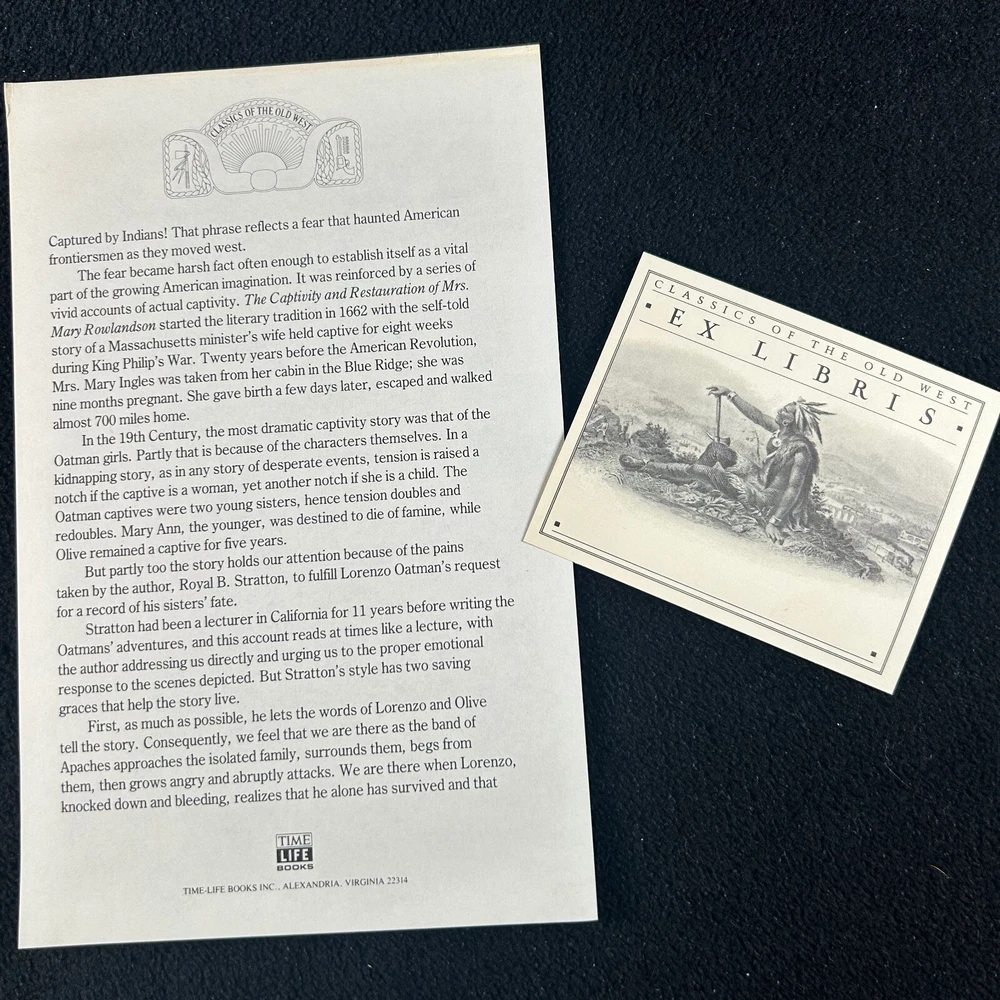 CLASSICS OF THE OLD WEST
Captured by Indians! That phrase reflects a fear that haunted American
frontiersmen as they moved west.
The fear became harsh fact often enough to establish itself as a vital
part of the growing American imagination. It was reinforced by a series of
vivid accounts of actual captivity. The Captivity and Restauration of Mrs.
Mary Rowlandson started the literary tradition in 1662 with the self-told
story of a Massachusetts minister's wife held captive for eight weeks
during King Philip's War. Twenty years before the American Revolution,
Mrs. Mary Ingles was taken from her cabin in the Blue Ridge; she was
nine months pregnant. She gave birth a few days later, escaped and walked
almost 700 miles home.
In the 19th Century, the most dramatic captivity story was that of the
Oatman girls. Partly that is because of the characters themselves. In a
kidnapping story, as in any story of desperate events, tension is raised a
notch if the captive is a woman, yet another notch if she is a child. The
Oatman captives were two young sisters, hence tension doubles and
redoubles. Mary Ann, the younger, was destined to die of famine, while
Olive remained a captive for five years.
But partly too the story holds our attention because of the pains
taken by the author, Royal B. Stratton, to fulfill Lorenzo Oatman's request
for a record of his sisters' fate.
Stratton had been a lecturer in California for 11 years before writing the
Oatmans' adventures, and this account reads at times like a lecture, with
the author addressing us directly and urging us to the proper emotional
response to the scenes depicted. But Stratton's style has two saving
graces that help the story live.
First, as much as possible, he lets the words of Lorenzo and Olive
tell the story. Consequently, we feel that we are there as the band of
Apaches approaches the isolated family, surrounds them, begs from
them, then grows angry and abruptly attacks. We are there when Lorenzo,
knocked down and bleeding, realizes that he alone has survived and that
TIME
LIFE
BOOKS
TIME-LIFE BOOKS INC., ALEXANDRIA, VIRGINIA 22314
CLASSICS OF THE OLD WEST
EX LIBRIS